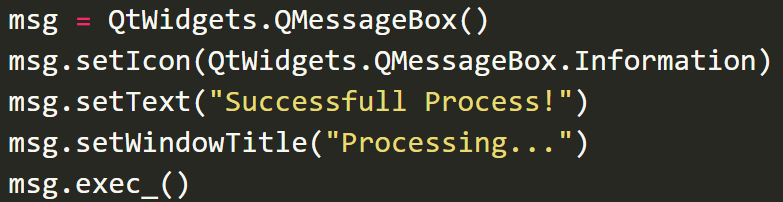 msg = QtWidgets.QMessageBox()
msg.setIcon(QtWidgets.QMessageBox.Information)
msg.setText("Successfull Process!")
msg.setWindowTitle("Processing...")
msg.exec_()